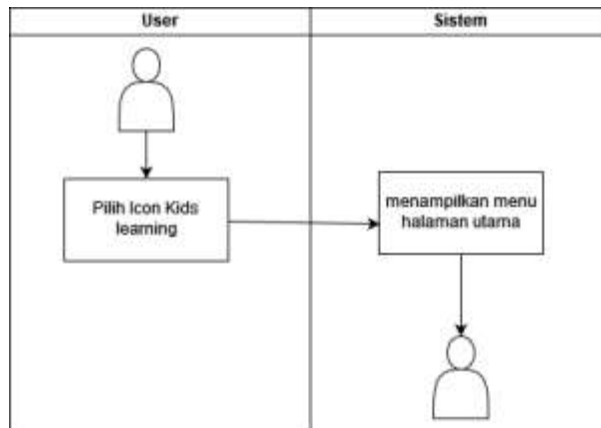 User
Sistem
Pilih Icon Kids
learning
menampilkan menu
halaman utama